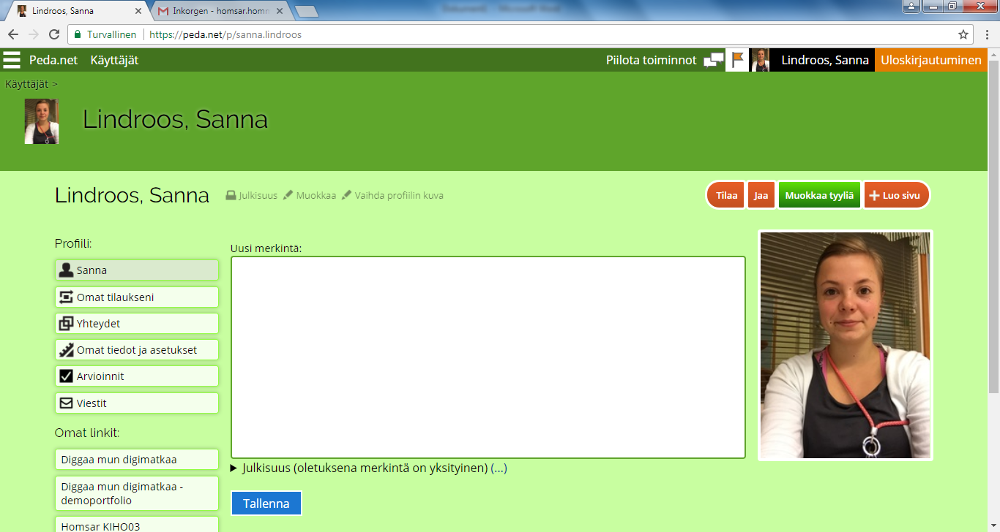 Lindroos, Sanna
Inkorgen - homsar.homn
Turvallinen
https://peda.net/p/sanna.lindroos
Peda.net Käyttäjät
Piilota toiminnot
Lindroos, Sanna
Uloskirjautuminen
Käyttäjät >
Lindroos, Sanna
Lindroos, Sanna
Julkisuus
Muokkaa
Vaihda profiilin kuva
Tilaa
Jaa
Muokkaa tyyliä
Luo sivu
Profiili:
Sanna
Omat tilaukseni
Yhteydet
Omat tiedot ja asetukset
Arvioinnit
Viestit
Omat linkit:
Diggaa mun digimatkaa
Diggaa mun digimatkaa -
demoportfolio
Homsar KIHO03
Uusi merkintä:
Julkisuus (oletuksena merkintä on yksityinen) (...)
Tallenna